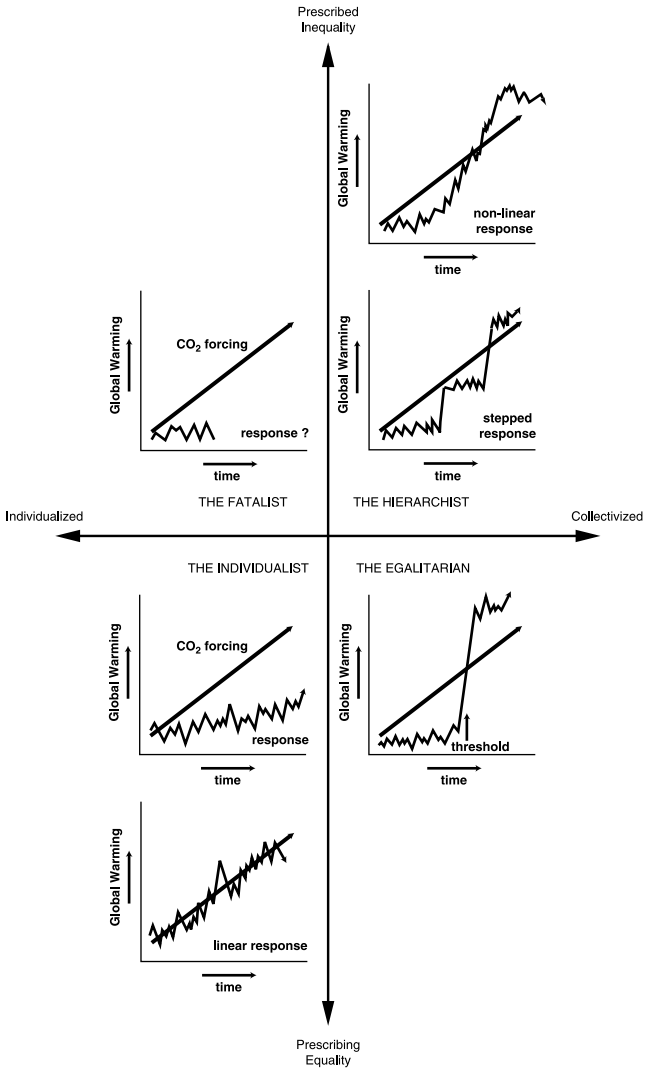 Prescribed
Inequality
Global Warming
non-linear
response
time
Global Warming
CO₂ forcing
response ?
time
Global Warming
stepped
response
time
THE FATALIST
THE HIERARCHIST
Individualized
Collectivized
THE INDIVIDUALIST
THE EGALITARIAN
Global Warming
CO₂ forcing
response
time
Global Warming
threshold
time
Global Warming
linear response
time
Prescribing
Equality